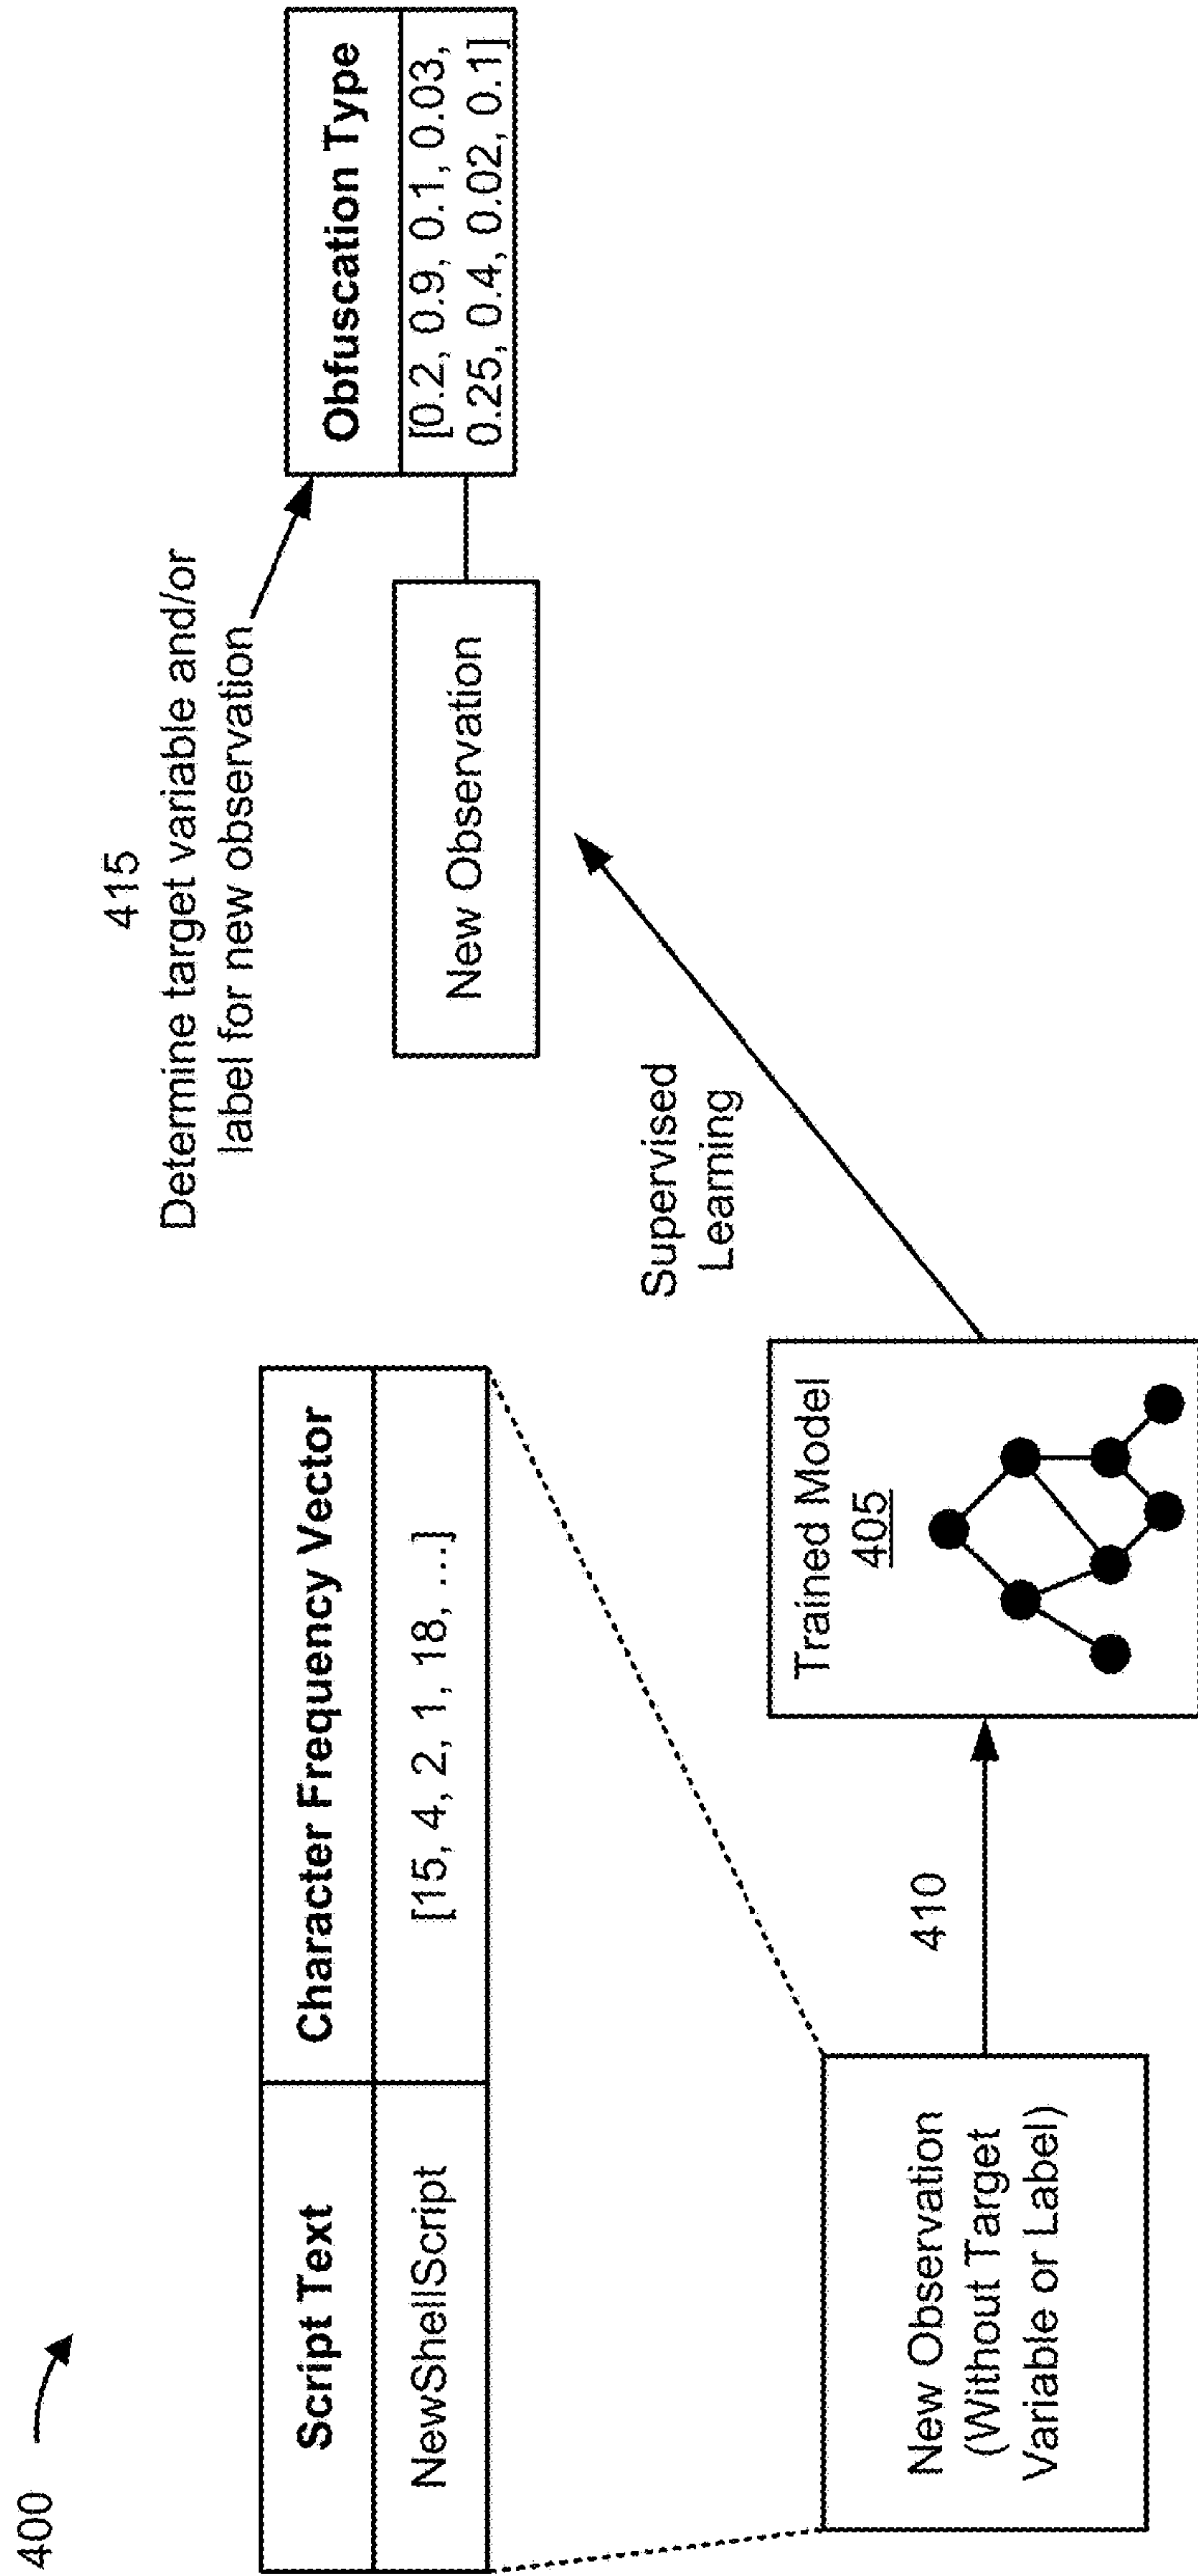 400
Script Text
Character Frequency Vector
NewShellScript
[15, 4, 2, 1, 18, ...]
New Observation
(Without Target
Variable or Label)
410
Trained Model
405
Supervised
Learning
415
Determine target variable and/or
label for new observation
New Observation
Obfuscation Type
[0.2, 0.9, 0.1, 0.03,
0.25, 0.4, 0.02, 0.1]